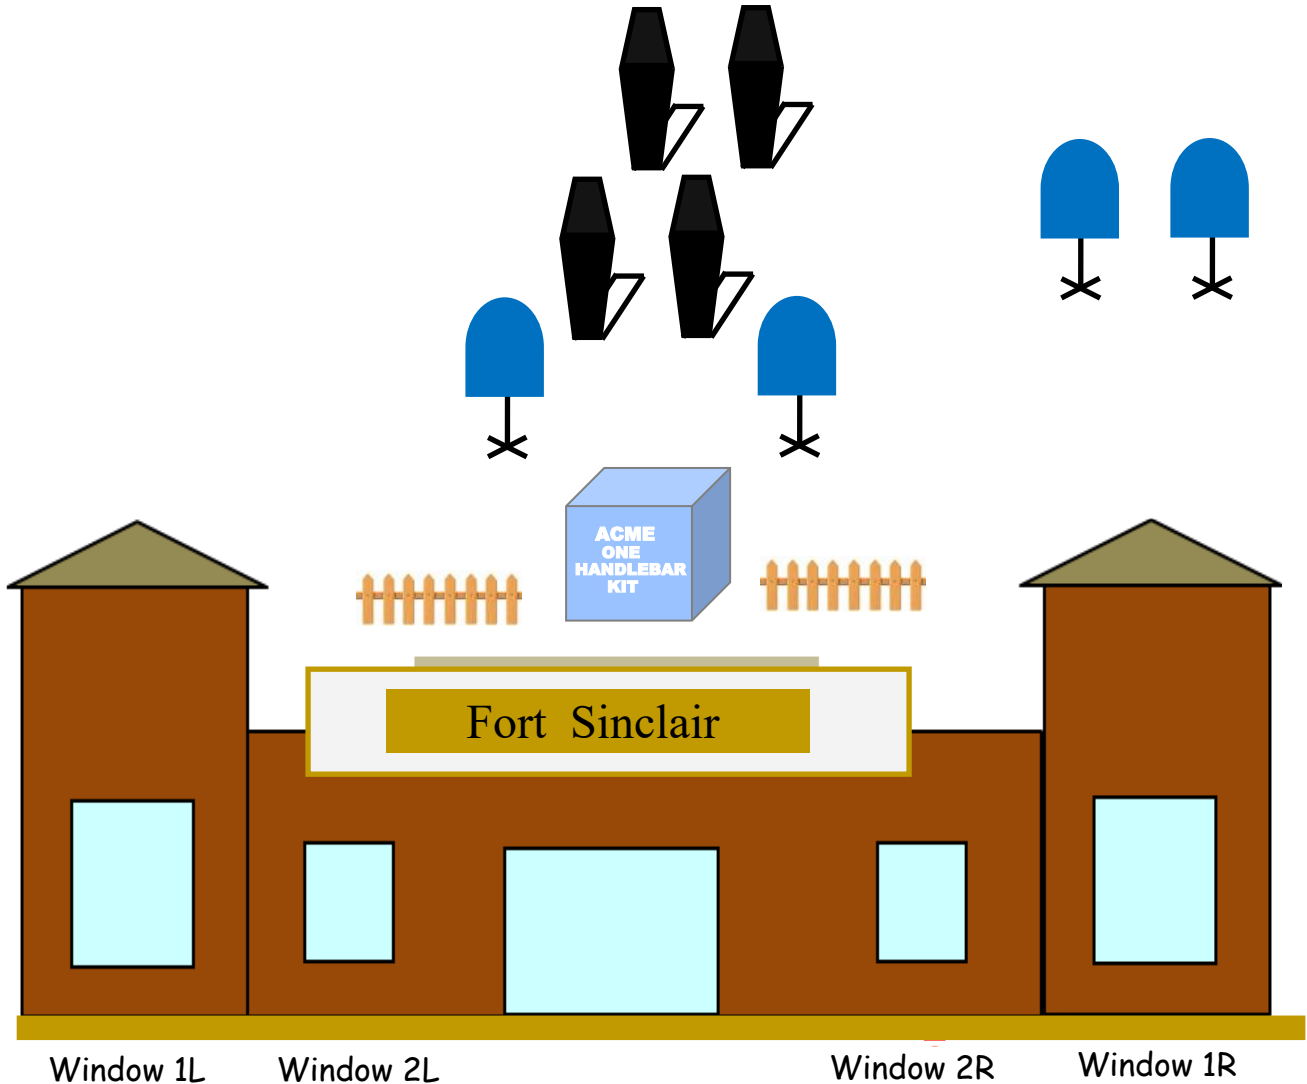 ACME
ONE
HANDLEBAR
KIT
Fort Sinclair
Window 1L
Window 2L
Window 2R
Window 1R